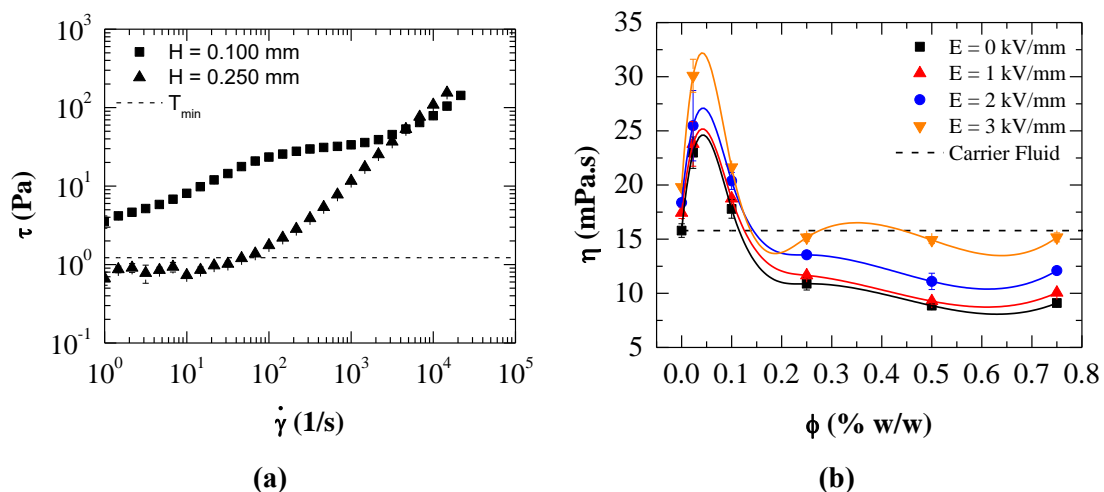 H = 0.100 mm
H = 0.250 mm
T_min
τ (Pa)
10³
10²
10¹
10⁰
10⁻¹
10⁰ 10¹ 10² 10³ 10⁴ 10⁵
γ̇ (1/s)
(a)
E = 0 kV/mm
E = 1 kV/mm
E = 2 kV/mm
E = 3 kV/mm
Carrier Fluid
η (mPa.s)
35
30
25
20
15
10
5
0.0 0.1 0.2 0.3 0.4 0.5 0.6 0.7 0.8
ϕ (% w/w)
(b)